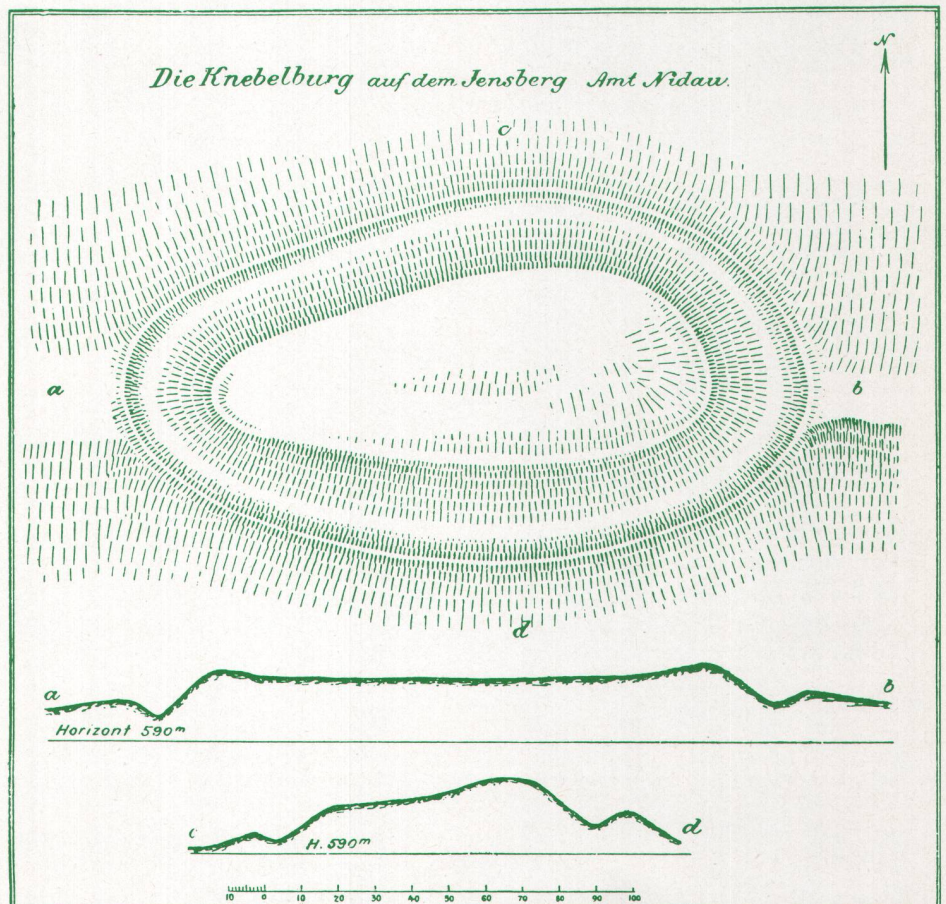 N
Die Knebelburg auf dem Jensberg Amt Nidau.
c
a
b
d
a
b
Horizont 590ᵐ
c
d
H. 590ᵐ
10 0 10 20 30 40 50 60 70 80 90 100